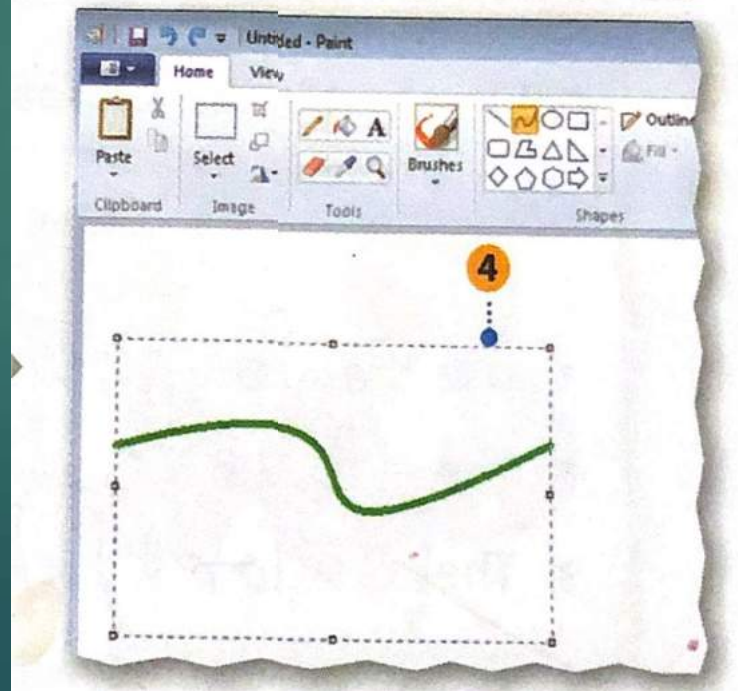 Untitled - Paint
Home View
Paste
Select
A
Brushes
Outline
Fill
Clipboard
Image
Tools
Shapes
4